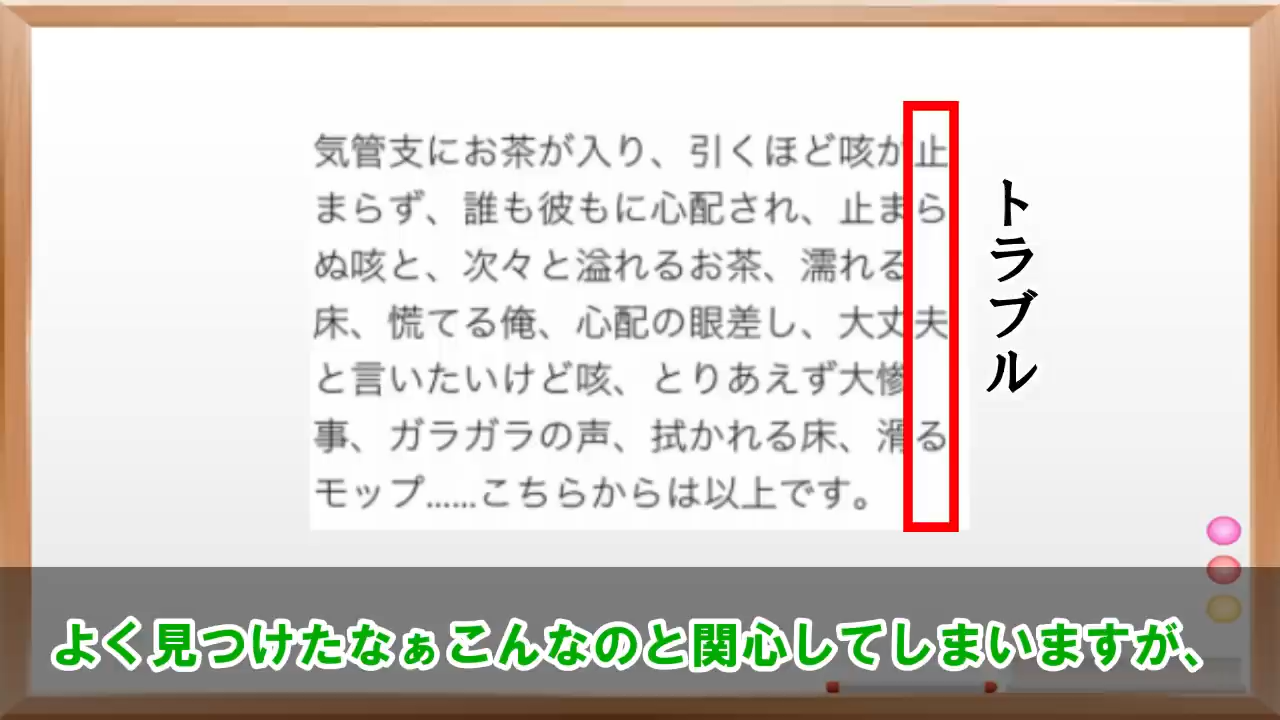 気管支にお茶が入り、引くほど咳が止
まらず、誰も彼もに心配され、止まら
ぬ咳と、次々と溢れるお茶、濡れる
床、慌てる俺、心配の眼差し、大丈夫
と言いたいけど咳、とりあえず大惨
事、ガラガラの声、拭かれる床、滑る
モップ……こちらからは以上です。
トラブル
よく見つけたなぁこんなのと関心してしまいますが、